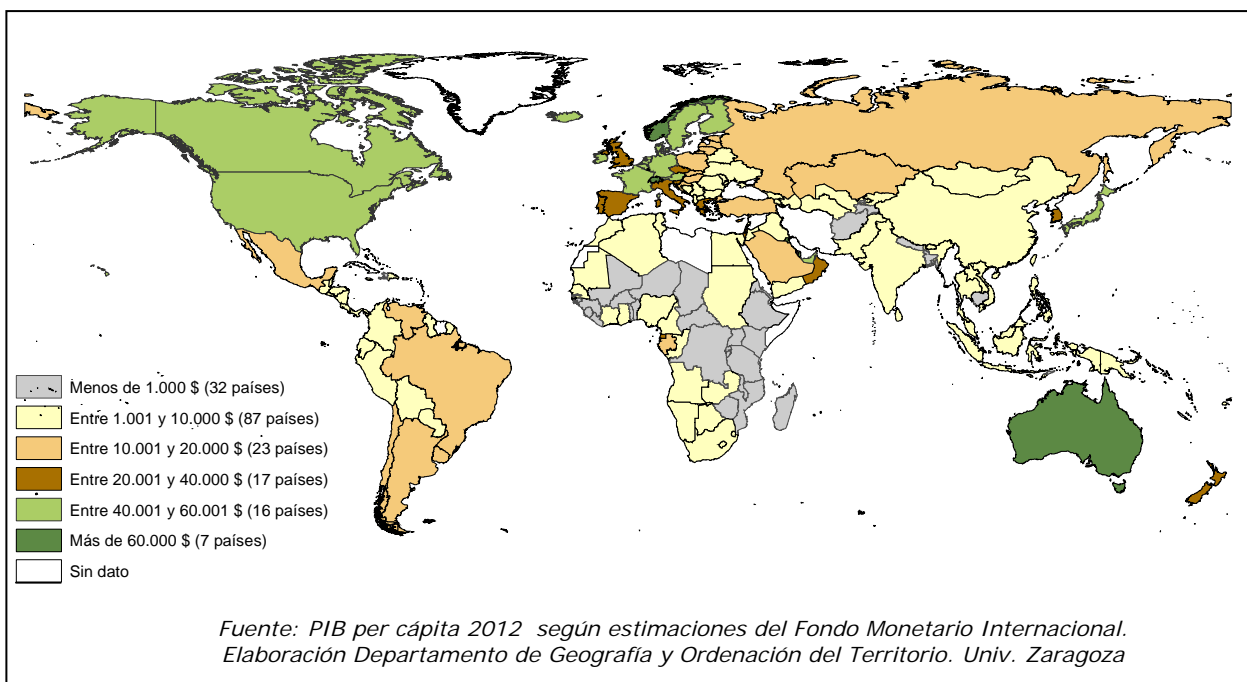 Menos de 1.000 $ (32 países)
Entre 1.001 y 10.000 $ (87 países)
Entre 10.001 y 20.000 $ (23 países)
Entre 20.001 y 40.000 $ (17 países)
Entre 40.001 y 60.001 $ (16 países)
Más de 60.000 $ (7 países)
Sin dato
Fuente: PIB per cápita 2012 según estimaciones del Fondo Monetario Internacional.
Elaboración Departamento de Geografía y Ordenación del Territorio. Univ. Zaragoza